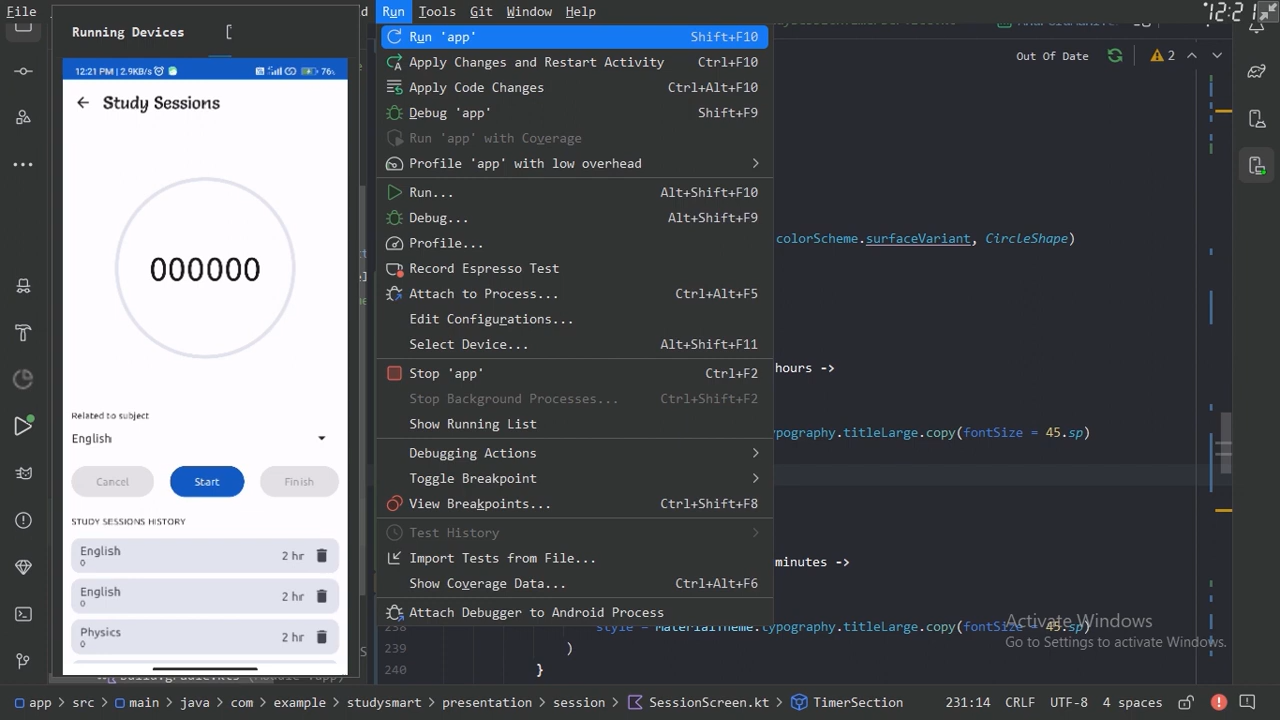 File
Run Tools Git Window Help
12:21
Running Devices
12:21 PM | 2.9KB/s
76%
Study Sessions
000000
Related to subject
English
Cancel Start Finish
STUDY SESSIONS HISTORY
English
0
2 hr
English
0
2 hr
Physics
0
2 hr
Run 'app' Shift+F10
Apply Changes and Restart Activity Ctrl+F10
Apply Code Changes Ctrl+Alt+F10
Debug 'app' Shift+F9
Run 'app' with Coverage
Profile 'app' with low overhead
Run... Alt+Shift+F10
Debug... Alt+Shift+F9
Profile...
Record Espresso Test
Attach to Process... Ctrl+Alt+F5
Edit Configurations...
Select Device... Alt+Shift+F11
Stop 'app' Ctrl+F2
Stop Background Processes... Ctrl+Shift+F2
Show Running List
Debugging Actions
Toggle Breakpoint
View Breakpoints... Ctrl+Shift+F8
Test History
Import Tests from File...
Show Coverage Data... Ctrl+Alt+F6
Attach Debugger to Android Process
Out Of Date
2
colorScheme.surfaceVariant, CircleShape)
hours ->
ypography.titleLarge.copy(fontSize = 45.sp)
minutes ->
238 style = MaterialTheme.typography.titleLarge.copy(fontSize = 45.sp)
239 )
240 }
Activate Windows
Go to Settings to activate Windows.
app > src > main > java > com > example > studysmart > presentation > session > SessionScreen.kt > TimerSection
231:14 CRLF UTF-8 4 spaces